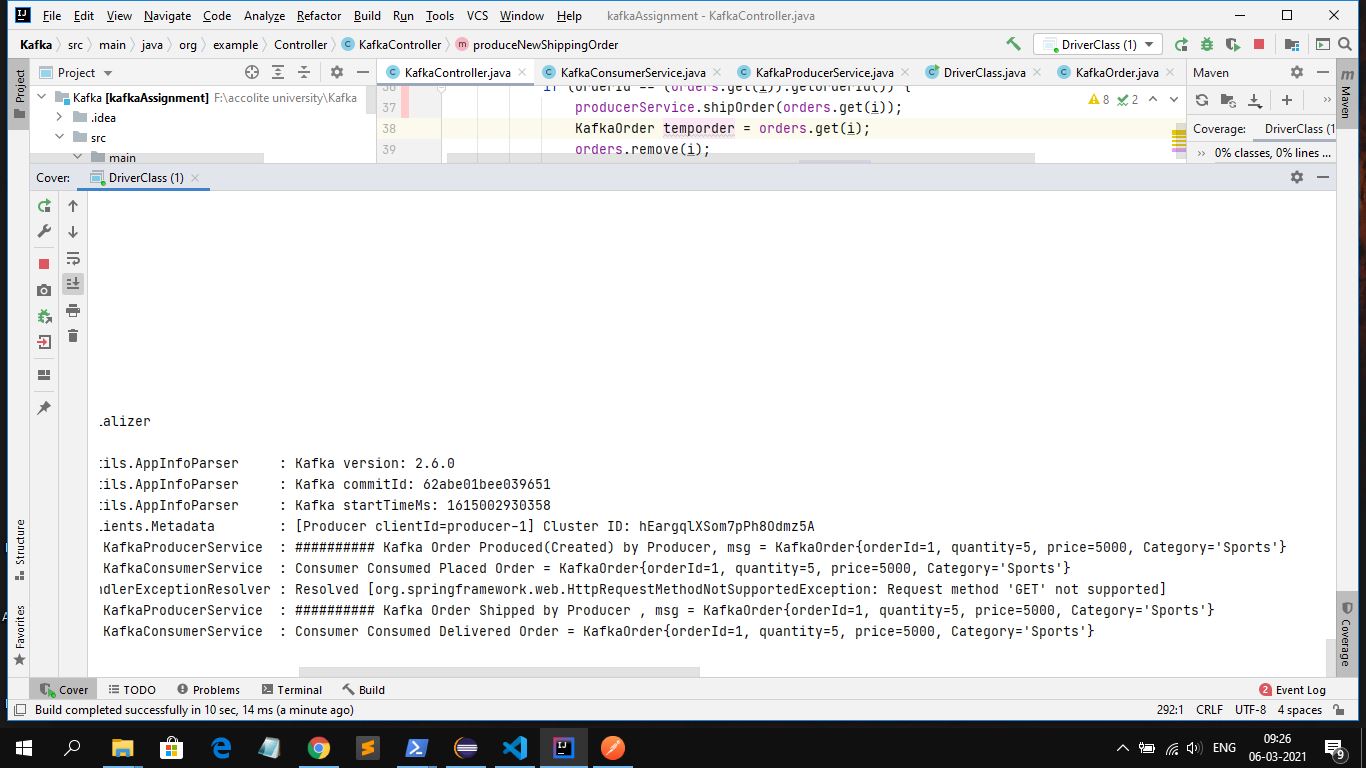 File Edit View Navigate Code Analyze Refactor Build Run Tools VCS Window Help kafkaAssignment - KafkaController.java
Kafka src main java org example Controller KafkaController produceNewShippingOrder DriverClass (1)
Project KafkaController.java KafkaConsumerService.java KafkaProducerService.java DriverClass.java KafkaOrder.java Maven
Kafka [kafkaAssignment] F:\accolite university\Kafka
.idea
src
main
36 if (orderId == (orders.get(i)).getorderId()) {
37 producerService.shipOrder(orders.get(i));
38 KafkaOrder temporder = orders.get(i);
39 orders.remove(i);
8 2
Coverage: DriverClass (1
0% classes, 0% lines ...
Project
Maven
Cover: DriverClass (1)
.alizer
tils.AppInfoParser : Kafka version: 2.6.0
tils.AppInfoParser : Kafka commitId: 62abe01bee039651
tils.AppInfoParser : Kafka startTimeMs: 1615002930358
ients.Metadata : [Producer clientId=producer-1] Cluster ID: hEargqlXSom7pPh8Odmz5A
KafkaProducerService : ########## Kafka Order Produced(Created) by Producer, msg = KafkaOrder{orderId=1, quantity=5, price=5000, Category='Sports'}
KafkaConsumerService : Consumer Consumed Placed Order = KafkaOrder{orderId=1, quantity=5, price=5000, Category='Sports'}
ndlerExceptionResolver : Resolved [org.springframework.web.HttpRequestMethodNotSupportedException: Request method 'GET' not supported]
KafkaProducerService : ########## Kafka Order Shipped by Producer , msg = KafkaOrder{orderId=1, quantity=5, price=5000, Category='Sports'}
KafkaConsumerService : Consumer Consumed Delivered Order = KafkaOrder{orderId=1, quantity=5, price=5000, Category='Sports'}
Structure
Favorites
Coverage
Cover TODO Problems Terminal Build 2 Event Log
Build completed successfully in 10 sec, 14 ms (a minute ago) 292:1 CRLF UTF-8 4 spaces
ENG 09:26
06-03-2021
9